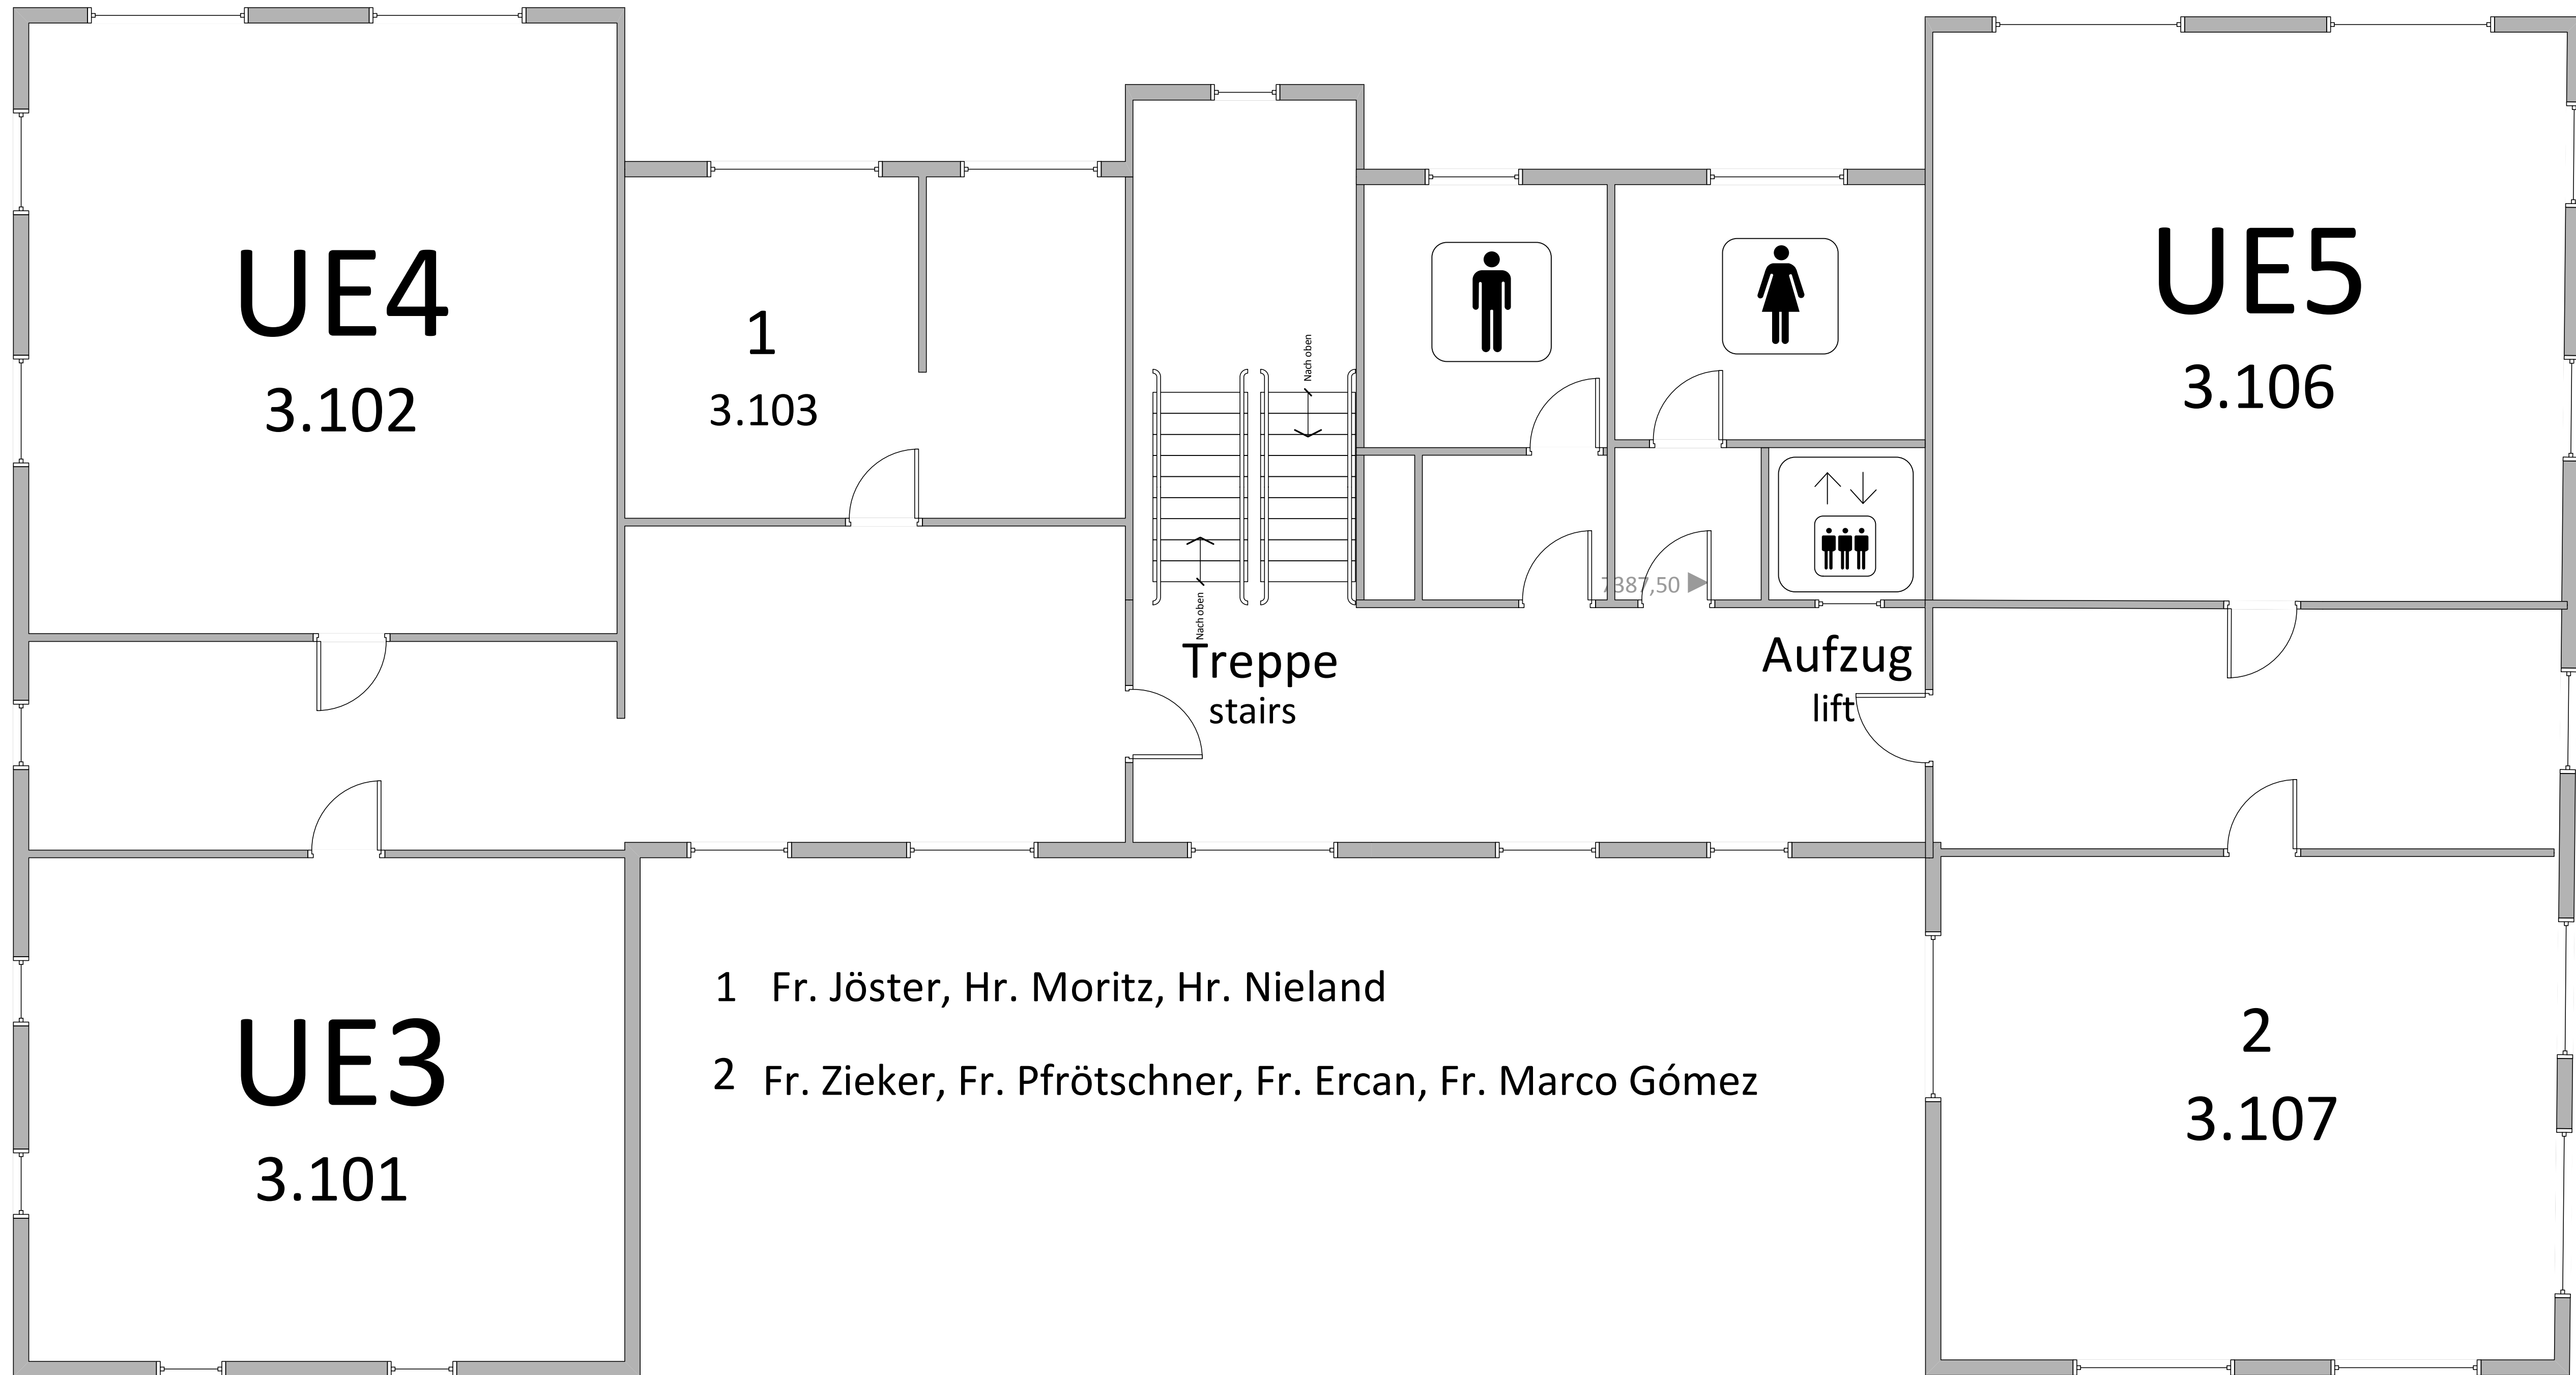 UE4
3.102
1
3.103
Nach oben
Nach oben
Treppe
stairs
7387,50
Aufzug
lift
UE5
3.106
UE3
3.101
1 Fr. Jöster, Hr. Moritz, Hr. Nieland
2 Fr. Zieker, Fr. Pfrötschner, Fr. Ercan, Fr. Marco Gómez
2
3.107